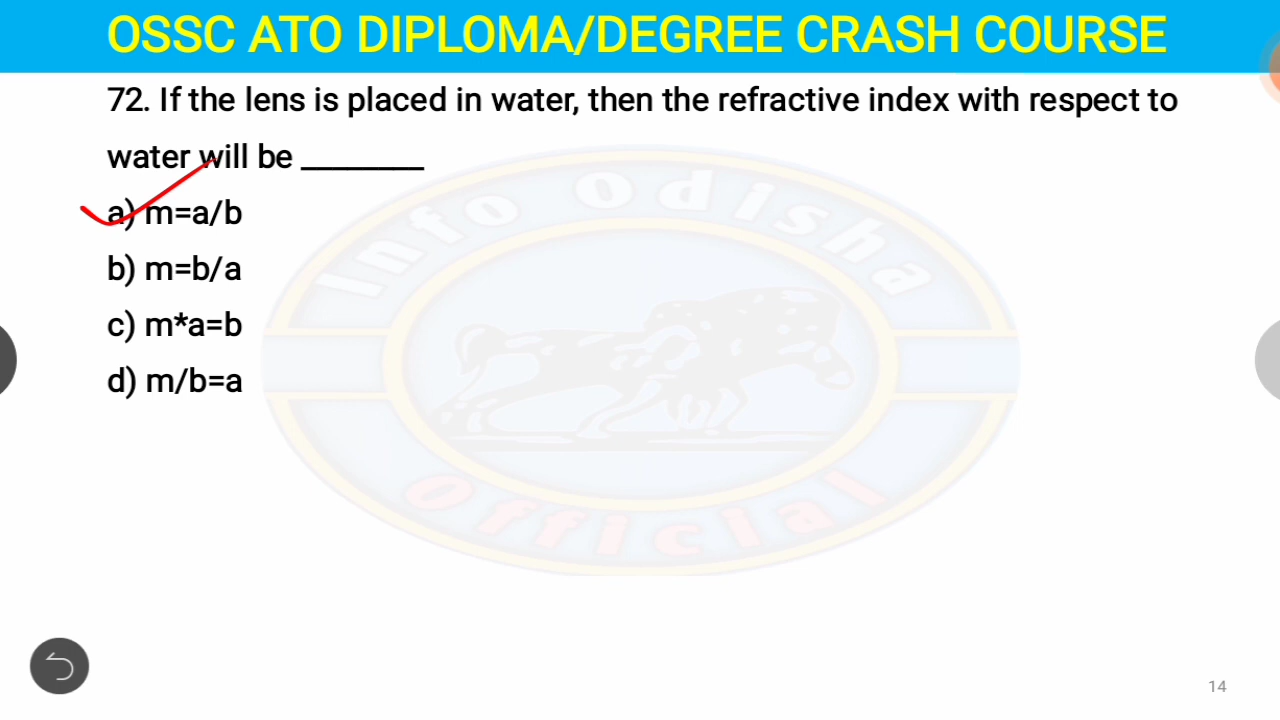 OSSC ATO DIPLOMA/DEGREE CRASH COURSE
72. If the lens is placed in water, then the refractive index with respect to
water will be ________
a) m=a/b
b) m=b/a
c) m*a=b
d) m/b=a
Info Odisha
Official
14